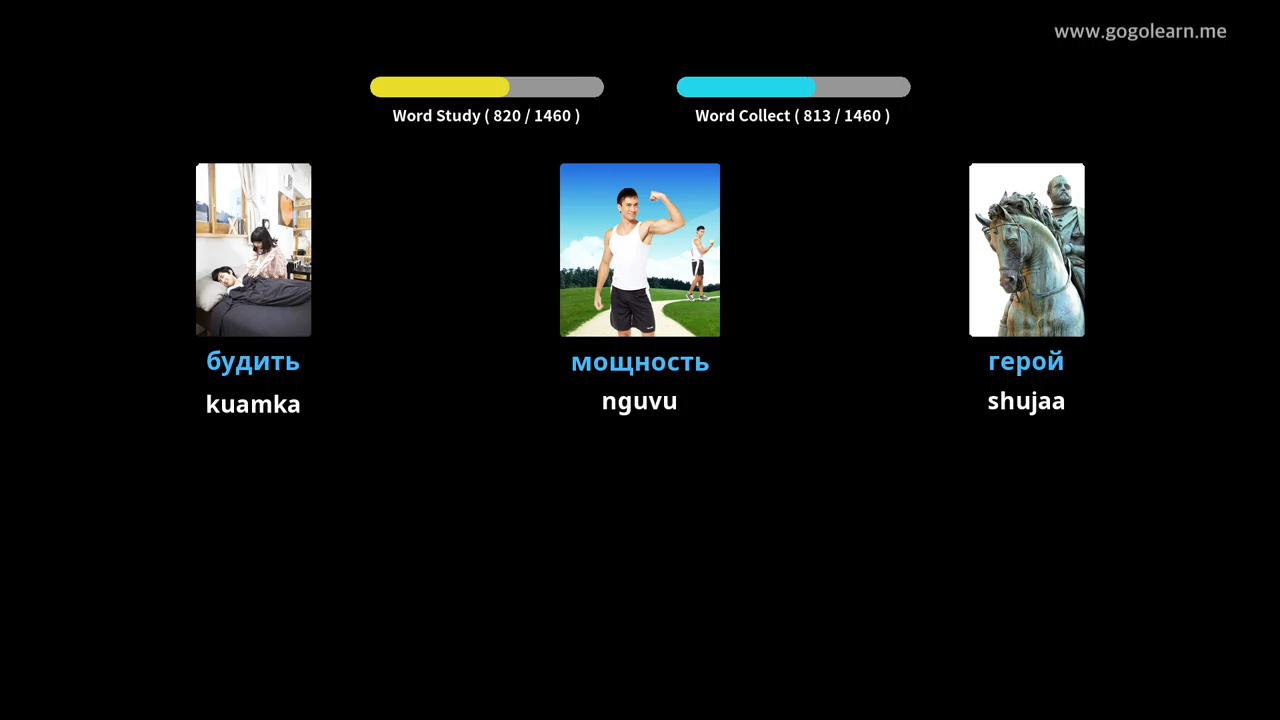 www.gogolearn.me
Word Study ( 820 / 1460 )
Word Collect ( 813 / 1460 )
будить
мощность
герой
kuamka
nguvu
shujaa